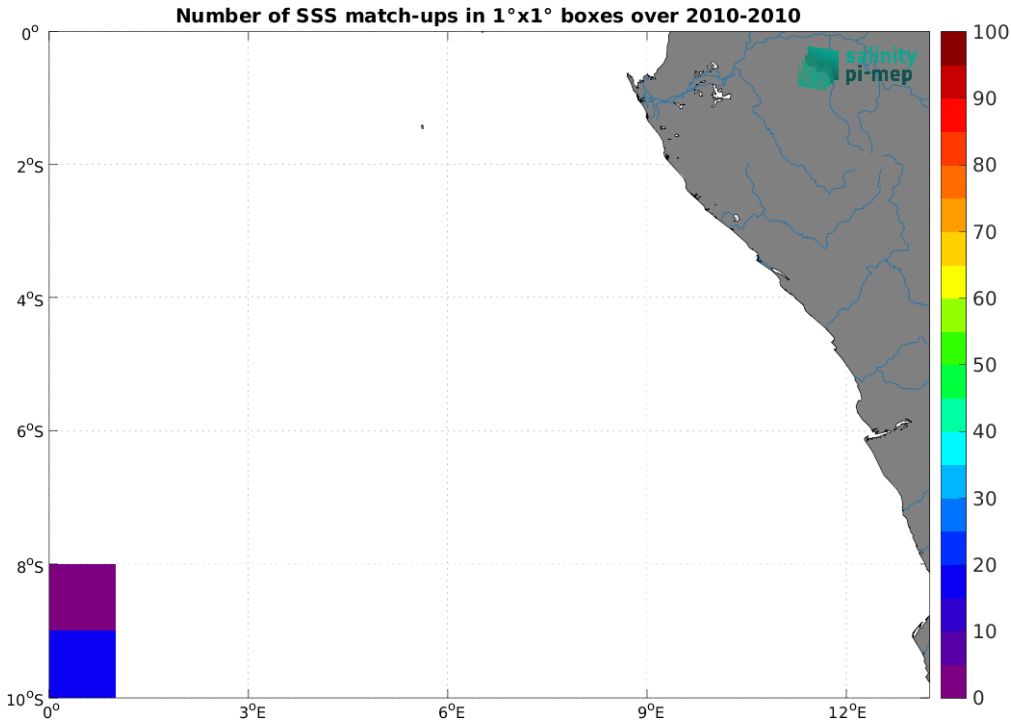 Number of SSS match-ups in 1°x1° boxes over 2010-2010
salinity
pi-mep
0°
2°S
4°S
6°S
8°S
10°S
0°
3°E
6°E
9°E
12°E
100
90
80
70
60
50
40
30
20
10
0